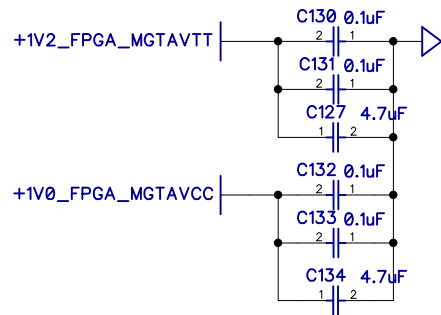 C130 0.1uF
+1V2_FPGA_MGTAVTT 2 1
C131 0.1uF
2 1
C127 4.7uF
1 2
C132 0.1uF
+1V0_FPGA_MGTAVCC 2 1
C133 0.1uF
2 1
C134 4.7uF
1 2